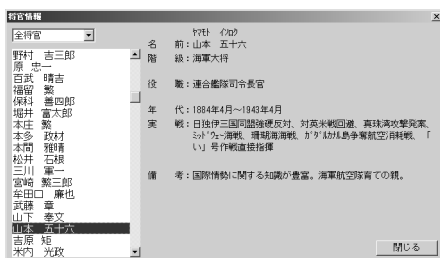 将官情報
全将官
野村 吉三郎
原 忠一
百武 晴吉
福留 繁
保科 善四郎
堀井 富太郎
本庄 繁
本多 政材
本間 雅晴
松井 石根
三川 軍一
宮崎 繁三郎
牟田口 廉也
武藤 章
山下 奉文
山本 五十六
吉原 矩
米内 光政
ﾔﾏﾓﾄ ｲｿﾛｸ
名 前:山本 五十六
階 級:海軍大将
役 職:連合艦隊司令長官
年 代:1884年4月～1943年4月
実 戦:日独伊三国同盟強硬反対、対英米戦回避、真珠湾攻撃発案、
ﾐｯﾄﾞｳｪｰ海戦、珊瑚海海戦、ｶﾞﾀﾞﾙｶﾅﾙ島争奪航空消耗戦、「
い」号作戦直接指揮
備 考:国際情勢に関する知識が豊富。海軍航空隊育ての親。
閉じる